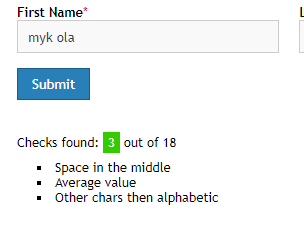 First Name*
myk ola
Submit
Checks found: 3 out of 18
Space in the middle
Average value
Other chars then alphabetic